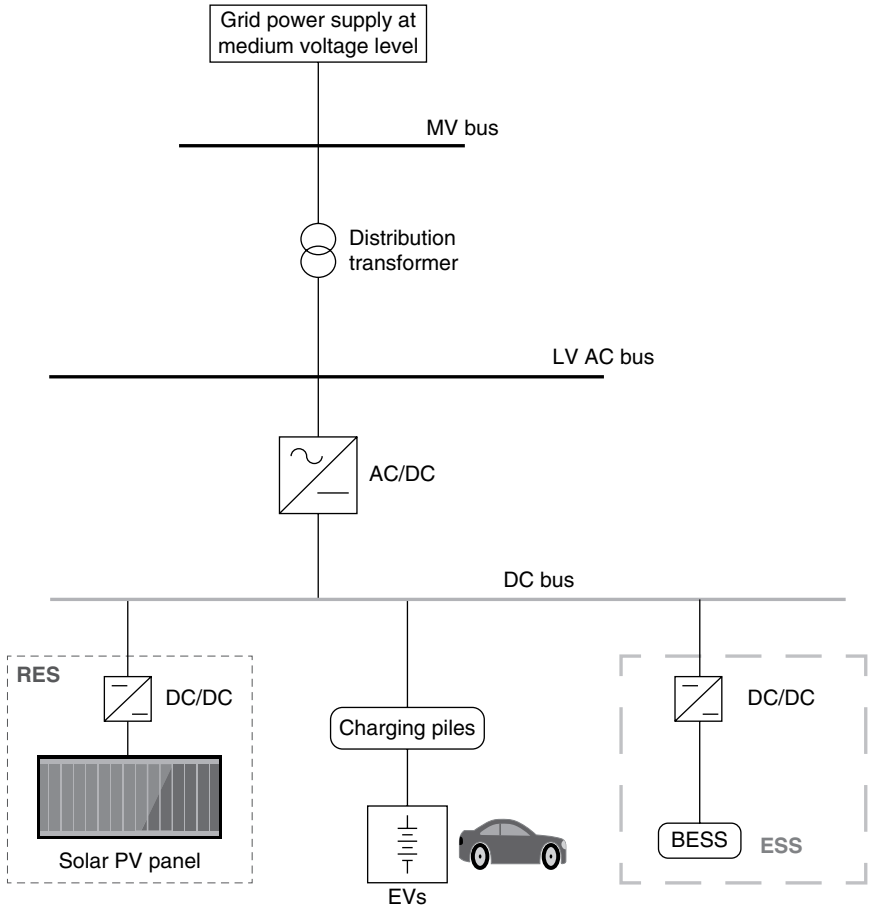 Grid power supply at
medium voltage level
MV bus
Distribution
transformer
LV AC bus
AC/DC
DC bus
RES
DC/DC
Solar PV panel
Charging piles
EVs
DC/DC
BESS
ESS